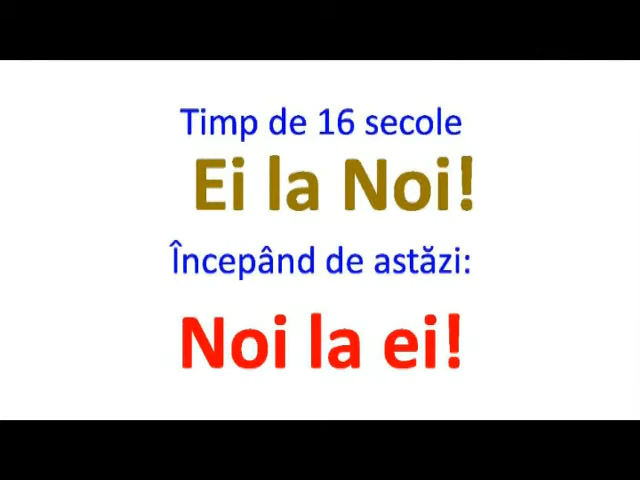 Timp de 16 secole
Ei la Noi!
Începând de astăzi:
Noi la ei!